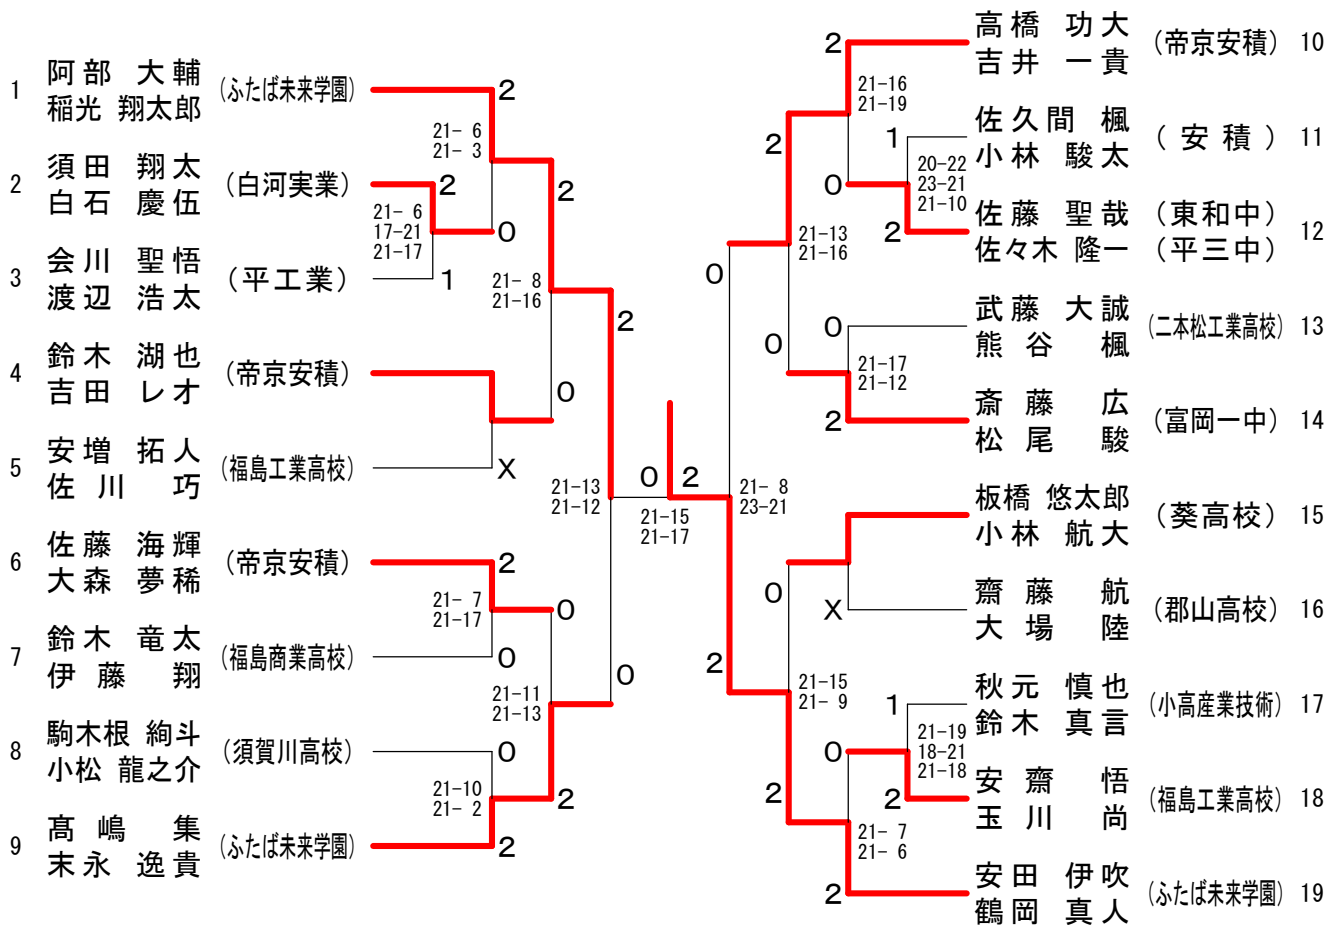 1 阿部 大輔 (ふたば未来学園) 2
稲光 翔太郎
21- 6
21- 3
2
2 須田 翔太 (白河実業) 2
白石 慶伍
21- 6
17-21
21-17
0
3 会川 聖悟 (平工業) 1
渡辺 浩太
21- 8
21-16
2
4 鈴木 湖也 (帝京安積)
吉田 レオ
0
5 安増 拓人 (福島工業高校) X
佐川 巧
21-13
21-12
0 2
21-15
21-17
6 佐藤 海輝 (帝京安積) 2
大森 夢稀
21- 7
21-17
0
7 鈴木 竜太 (福島商業高校) 0
伊藤 翔
21-11
21-13
0
8 駒木根 絢斗 (須賀川高校) 0
小松 龍之介
21-10
21- 2
2
9 髙嶋 集 (ふたば未来学園) 2
末永 逸貴
2 高橋 功大 (帝京安積) 10
吉井 一貴
21-16
21-19
2
1 佐久間 楓 (安積) 11
小林 駿太
20-22
23-21
21-10
0
2 佐藤 聖哉 (東和中) 12
佐々木 隆一 (平三中)
21-13
21-16
0
0 武藤 大誠 (二本松工業高校) 13
熊谷 楓
21-17
21-12
0
2 斎藤 広 (富岡一中) 14
松尾 駿
21- 8
23-21
板橋 悠太郎 (葵高校) 15
小林 航大
0
X 齋藤 航 (郡山高校) 16
大場 陸
2
21-15
21- 9
1 秋元 慎也 (小高産業技術) 17
鈴木 真言
21-19
18-21
21-18
0
2 安齋 悟 (福島工業高校) 18
玉川 尚
2
21- 7
21- 6
2 安田 伊吹 (ふたば未来学園) 19
鶴岡 真人